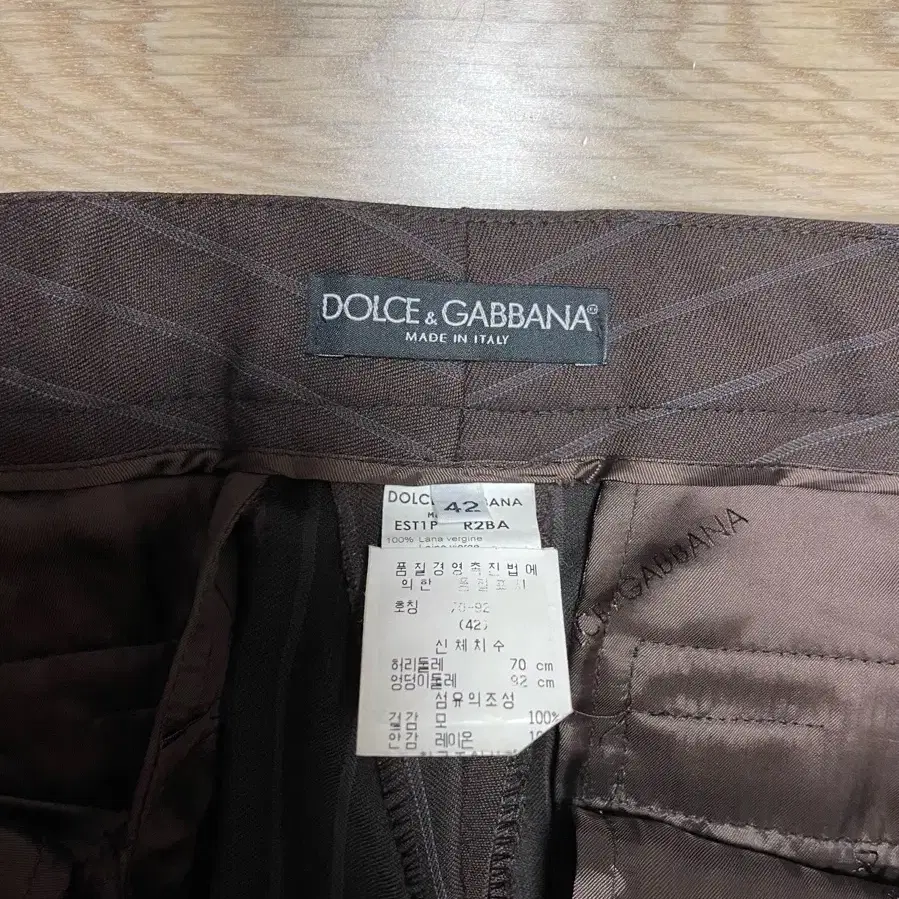 DOLCE & GABBANA
MADE IN ITALY
42
EST1P R2BA
100% Lana vergine
품질경영촉진법에
의한 품질표시
호칭 70-92
(42)
신체치수
허리둘레 70 cm
엉덩이둘레 92 cm
섬유의조성
겉감 모 100%
안감 레이온
GABBANA